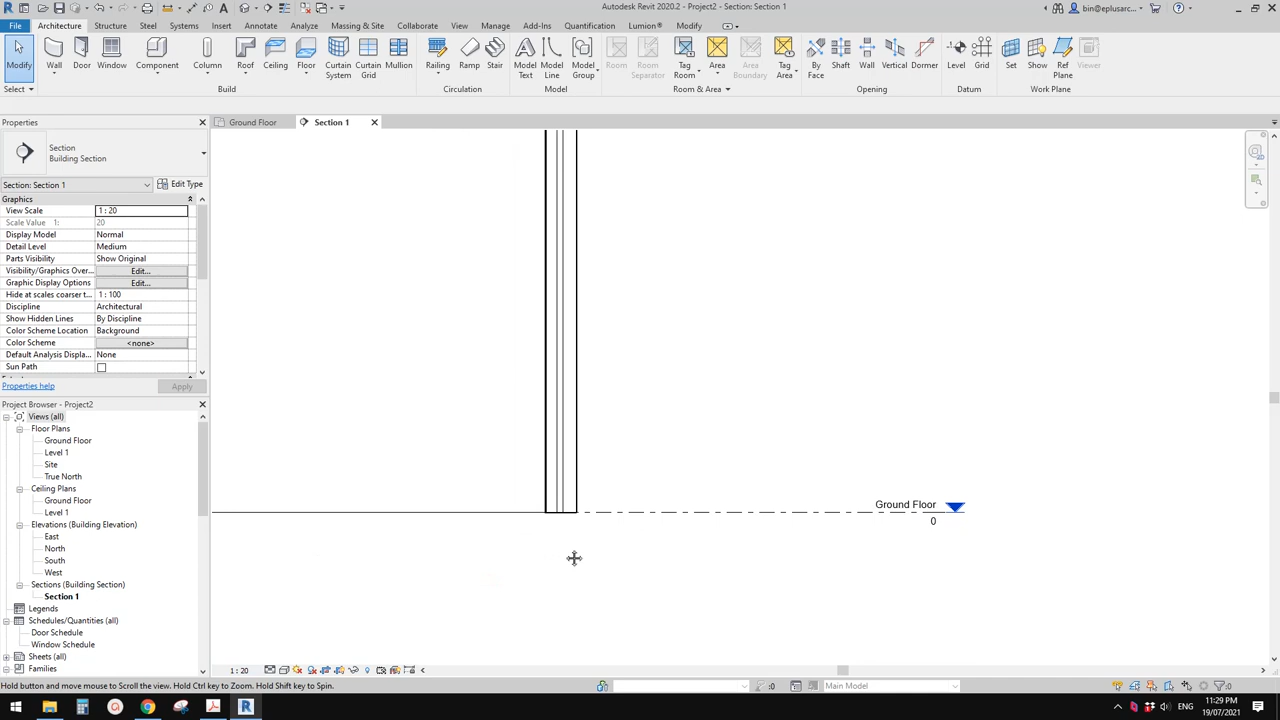 Autodesk Revit 2020.2 - Project2 - Section: Section 1
bin@eplusarc...
File Architecture Structure Steel Systems Insert Annotate Analyze Massing & Site Collaborate View Manage Add-Ins Quantification Lumion® Modify
Modify Wall Door Window Component Column Roof Ceiling Floor Curtain System Curtain Grid Mullion Railing Ramp Stair Model Text Model Line Model Group Room Room Separator Tag Room Area Area Boundary Tag Area By Face Shaft Wall Vertical Dormer Level Grid Set Show Ref Plane Viewer
Select Build Circulation Model Room & Area Opening Datum Work Plane
Properties
Ground Floor Section 1
Section
Building Section
Section: Section 1 Edit Type
Graphics
View Scale 1 : 20
Scale Value 1: 20
Display Model Normal
Detail Level Medium
Parts Visibility Show Original
Visibility/Graphics Over... Edit...
Graphic Display Options Edit...
Hide at scales coarser t... 1 : 100
Discipline Architectural
Show Hidden Lines By Discipline
Color Scheme Location Background
Color Scheme <none>
Default Analysis Displa... None
Sun Path
Properties help Apply
Project Browser - Project2
Views (all)
Floor Plans
Ground Floor
Level 1
Site
True North
Ceiling Plans
Ground Floor
Level 1
Elevations (Building Elevation)
East
North
South
West
Sections (Building Section)
Section 1
Legends
Schedules/Quantities (all)
Door Schedule
Window Schedule
Sheets (all)
Families
Ground Floor
0
1 : 20
Hold button and move mouse to Scroll the view. Hold Ctrl key to Zoom. Hold Shift key to Spin.
:0 Main Model :0
ENG 11:29 PM
19/07/2021